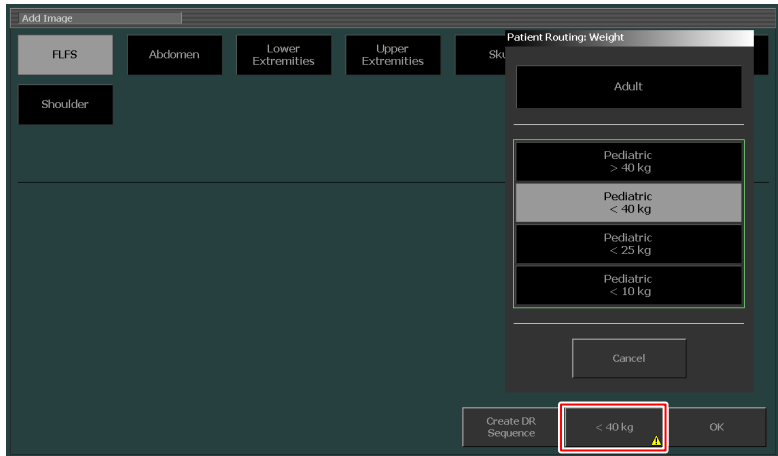 Add Image
Patient Routing: Weight
FLFS
Abdomen
Lower
Extremities
Upper
Extremities
Adult
Shoulder
Pediatric
> 40 kg
Pediatric
< 40 kg
Pediatric
< 25 kg
Pediatric
< 10 kg
Cancel
Create DR
Sequence
< 40 kg
OK